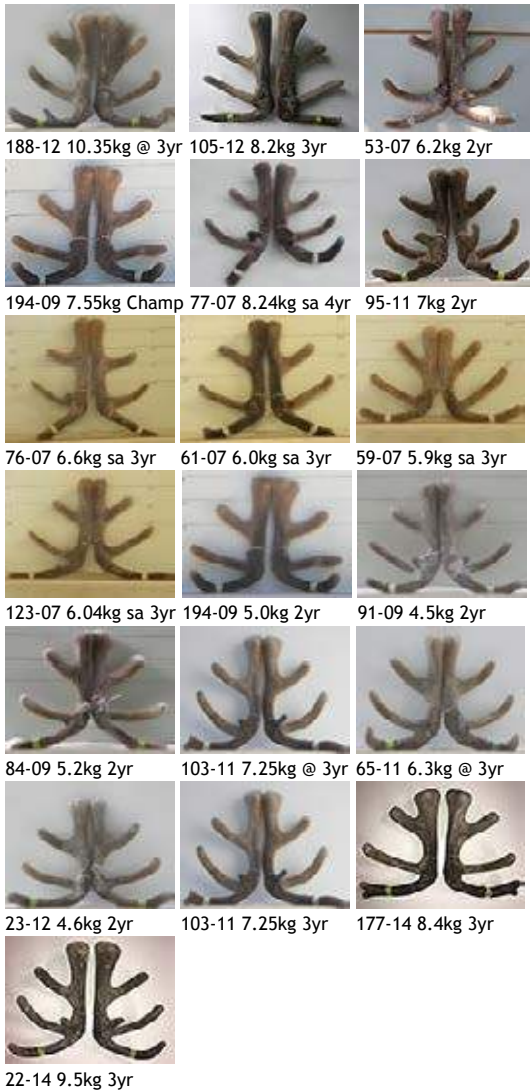 188-12 10.35kg @ 3yr 105-12 8.2kg 3yr 53-07 6.2kg 2yr
194-09 7.55kg Champ 77-07 8.24kg sa 4yr 95-11 7kg 2yr
76-07 6.6kg sa 3yr 61-07 6.0kg sa 3yr 59-07 5.9kg sa 3yr
123-07 6.04kg sa 3yr 194-09 5.0kg 2yr 91-09 4.5kg 2yr
84-09 5.2kg 2yr 103-11 7.25kg @ 3yr 65-11 6.3kg @ 3yr
23-12 4.6kg 2yr 103-11 7.25kg 3yr 177-14 8.4kg 3yr
22-14 9.5kg 3yr